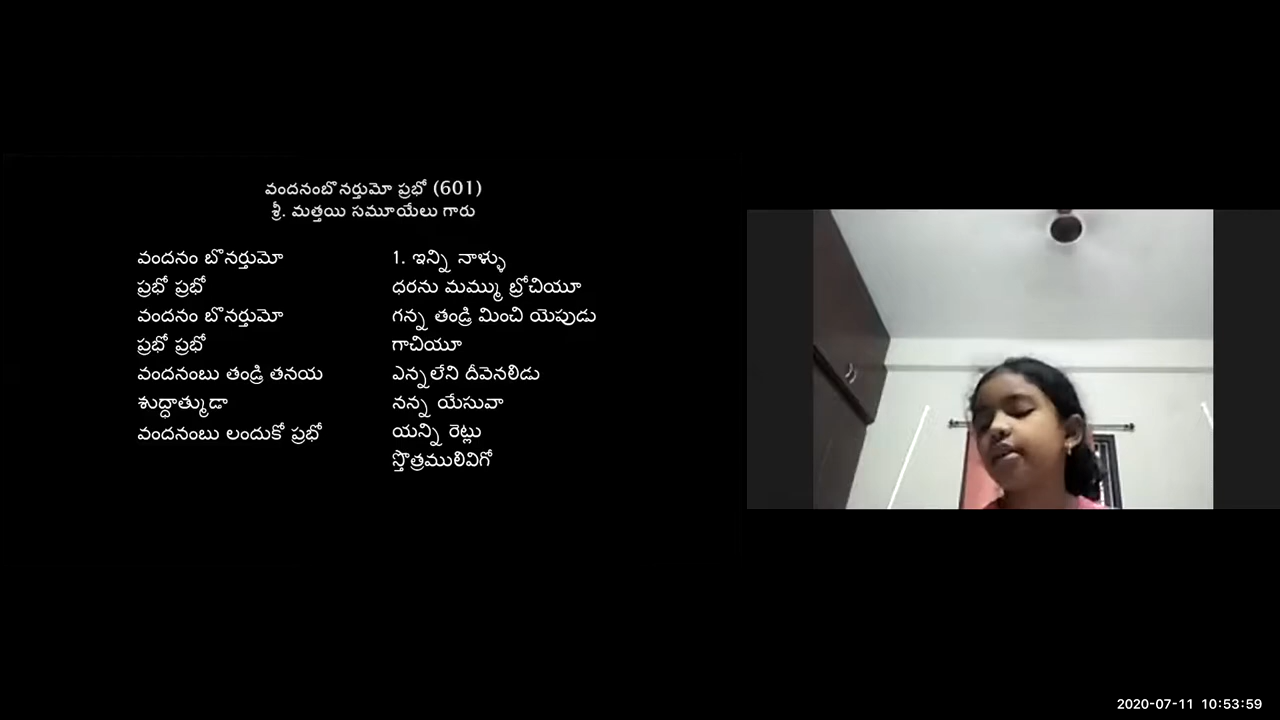 వందనంబొనర్తుమో ప్రభో (601)
శ్రీ. మత్తయి సమూయేలు గారు
వందనం బొనర్తుమో
ప్రభో ప్రభో
వందనం బొనర్తుమో
ప్రభో ప్రభో
వందనంబు తండ్రి తనయ
శుద్ధాత్ముడా
వందనంబు లందుకో ప్రభో
1. ఇన్ని నాళ్ళు
ధరను మమ్ము బ్రోచియూ
గన్న తండ్రి మించి యెపుడు
గాచియూ
ఎన్నలేని దీవెనలిడు
నన్న యేసువా
యన్ని రెట్లు
స్తొత్రములివిగో
2020-07-11 10:53:59